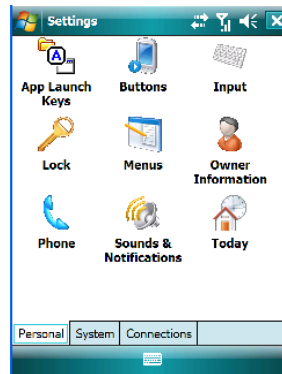 Settings
App Launch Keys
Buttons
Input
Lock
Menus
Owner Information
Phone
Sounds & Notifications
Today
Personal
System
Connections